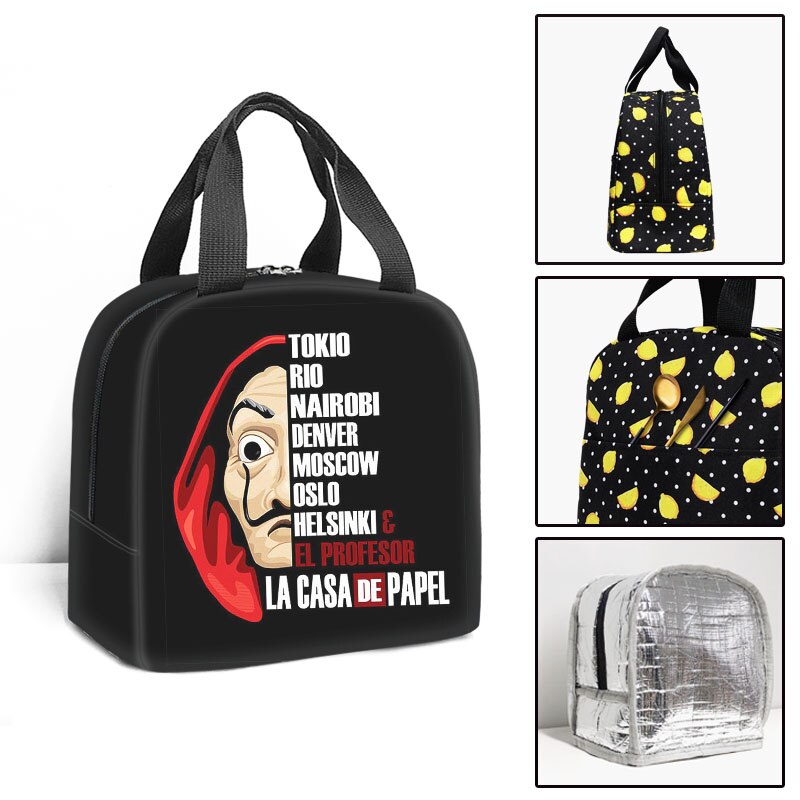 TOKIO
RIO
NAIROBI
DENVER
MOSCOW
OSLO
HELSINKI &
EL PROFESOR
LA CASA DE PAPEL